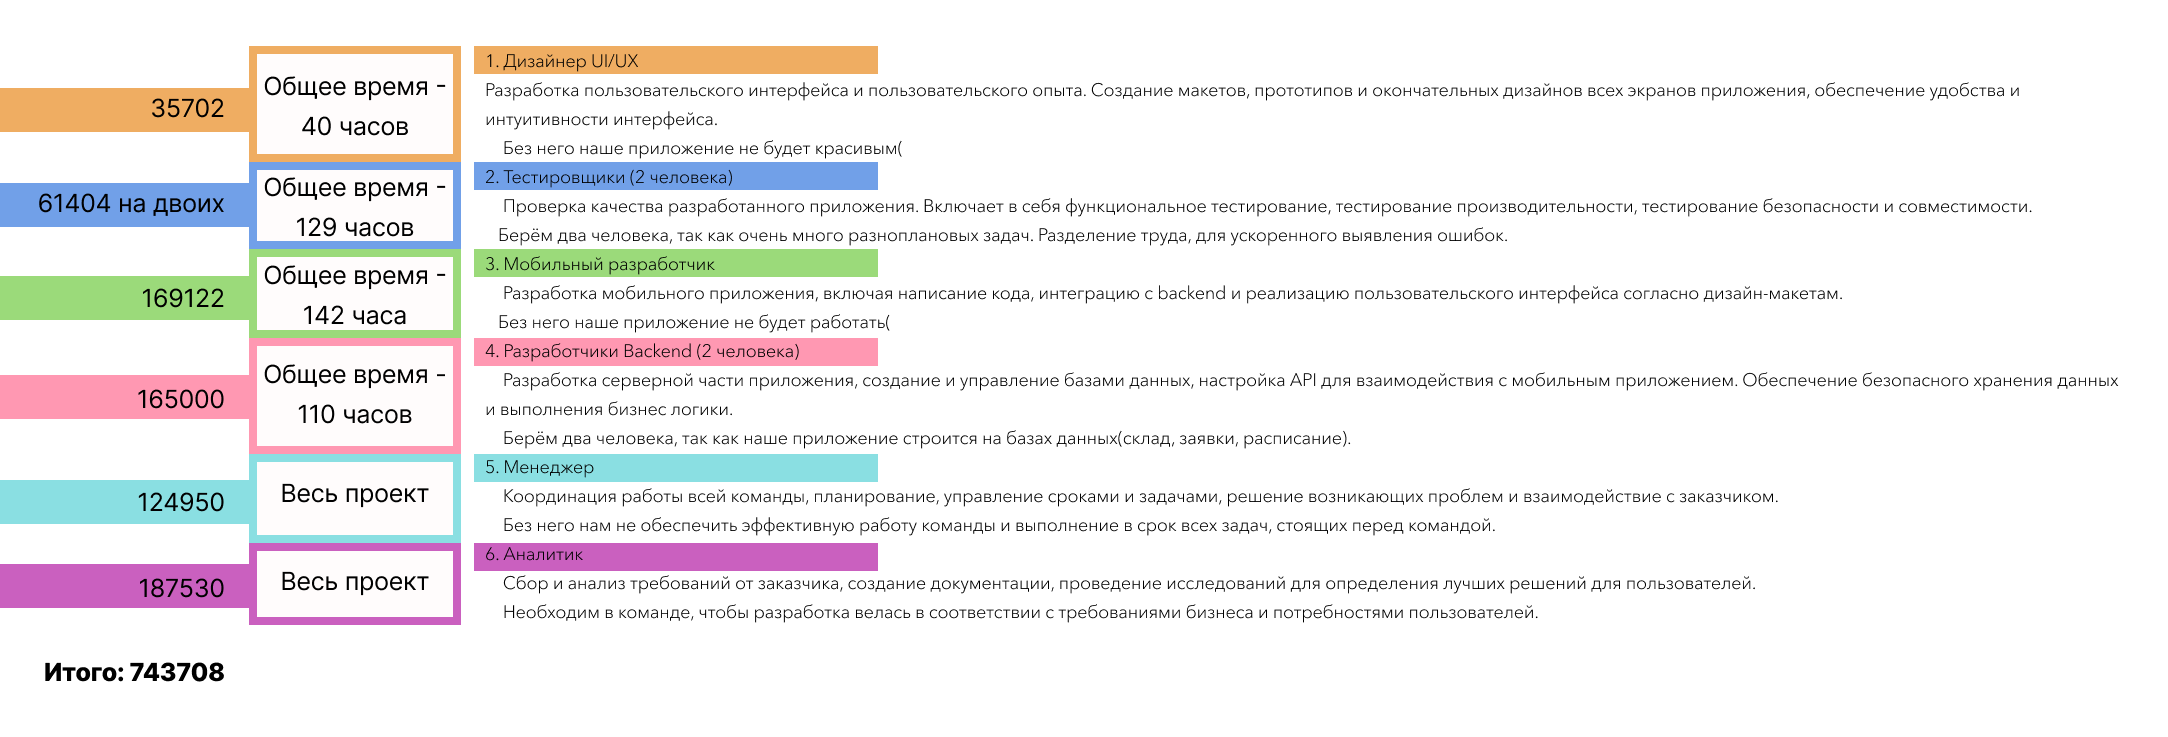 35702
Общее время -
40 часов
1. Дизайнер UI/UX
Разработка пользовательского интерфейса и пользовательского опыта. Создание макетов, прототипов и окончательных дизайнов всех экранов приложения, обеспечение удобства и
интуитивности интерфейса.
Без него наше приложение не будет красивым(
61404 на двоих
Общее время -
129 часов
2. Тестировщики (2 человека)
Проверка качества разработанного приложения. Включает в себя функциональное тестирование, тестирование производительности, тестирование безопасности и совместимости.
Берём два человека, так как очень много разноплановых задач. Разделение труда, для ускоренного выявления ошибок.
169122
Общее время -
142 часа
3. Мобильный разработчик
Разработка мобильного приложения, включая написание кода, интеграцию с backend и реализацию пользовательского интерфейса согласно дизайн-макетам.
Без него наше приложение не будет работать(
165000
Общее время -
110 часов
4. Разработчики Backend (2 человека)
Разработка серверной части приложения, создание и управление базами данных, настройка API для взаимодействия с мобильным приложением. Обеспечение безопасного хранения данных
и выполнения бизнес логики.
Берём два человека, так как наше приложение строится на базах данных(склад, заявки, расписание).
124950
Весь проект
5. Менеджер
Координация работы всей команды, планирование, управление сроками и задачами, решение возникающих проблем и взаимодействие с заказчиком.
Без него нам не обеспечить эффективную работу команды и выполнение в срок всех задач, стоящих перед командой.
187530
Весь проект
6. Аналитик
Сбор и анализ требований от заказчика, создание документации, проведение исследований для определения лучших решений для пользователей.
Необходим в команде, чтобы разработка велась в соответствии с требованиями бизнеса и потребностями пользователей.
Итого: 743708